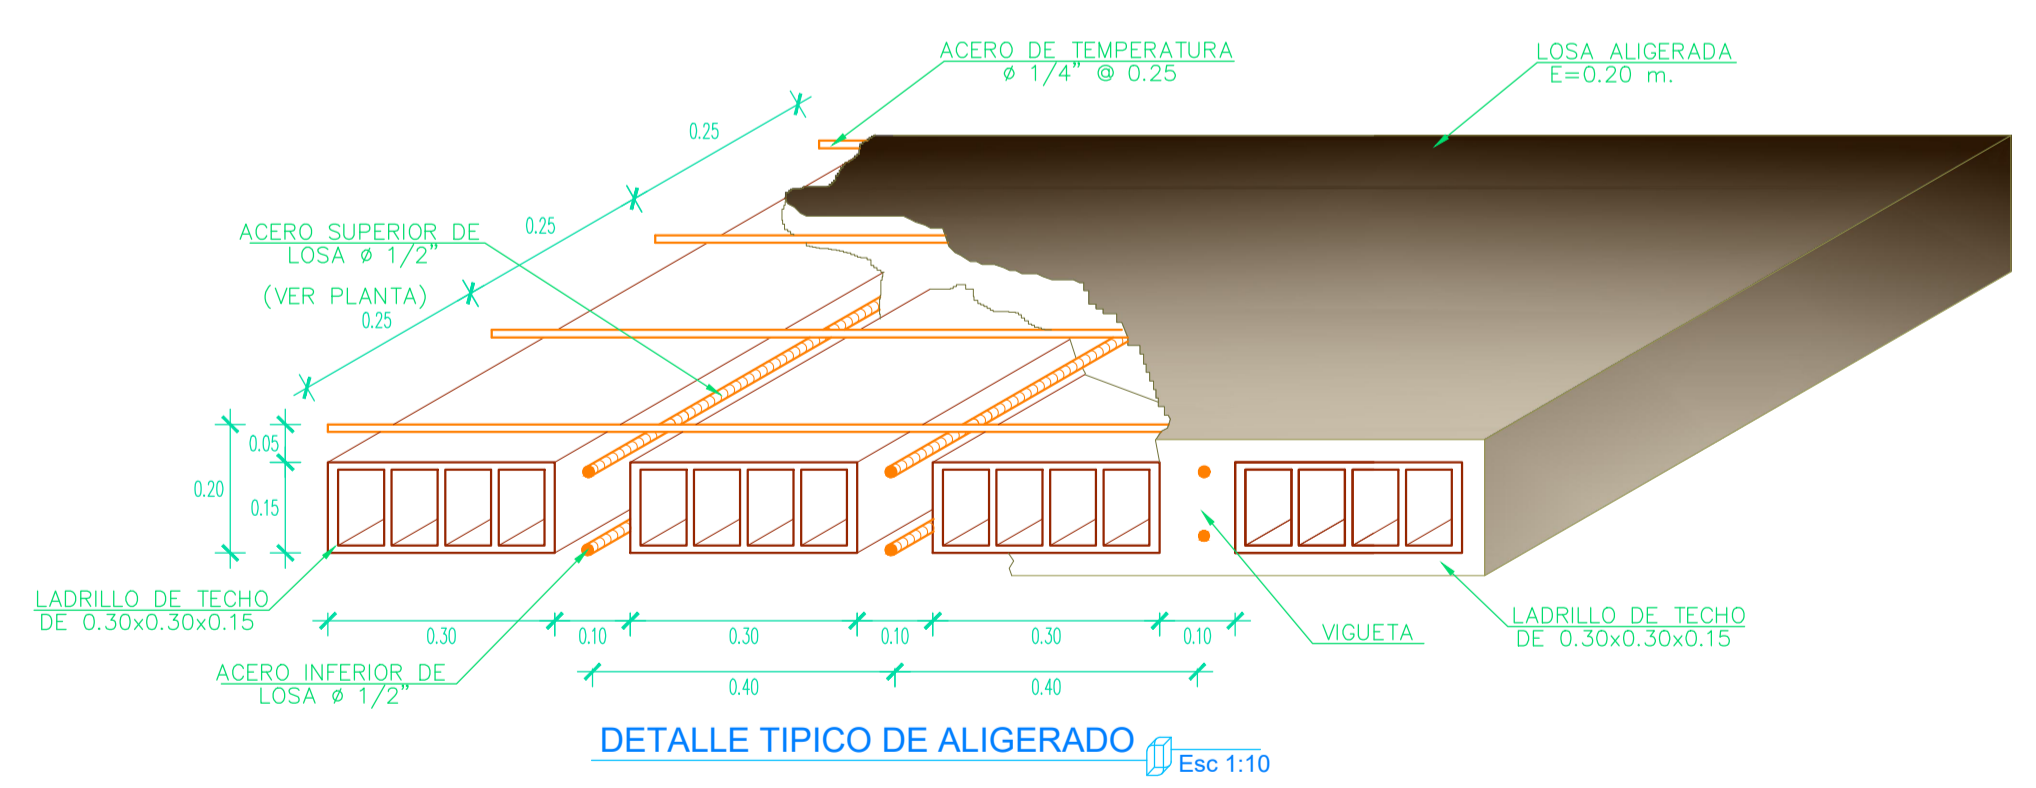 ACERO DE TEMPERATURA
ø 1/4" @ 0.25
LOSA ALIGERADA
E=0.20 m.
0.25
0.25
ACERO SUPERIOR DE
LOSA ø 1/2"
(VER PLANTA)
0.25
0.05
0.20
0.15
LADRILLO DE TECHO
DE 0.30x0.30x0.15
0.30
0.10
0.30
0.10
0.30
0.10
VIGUETA
LADRILLO DE TECHO
DE 0.30x0.30x0.15
ACERO INFERIOR DE
LOSA ø 1/2"
0.40
0.40
DETALLE TIPICO DE ALIGERADO
Esc 1:10